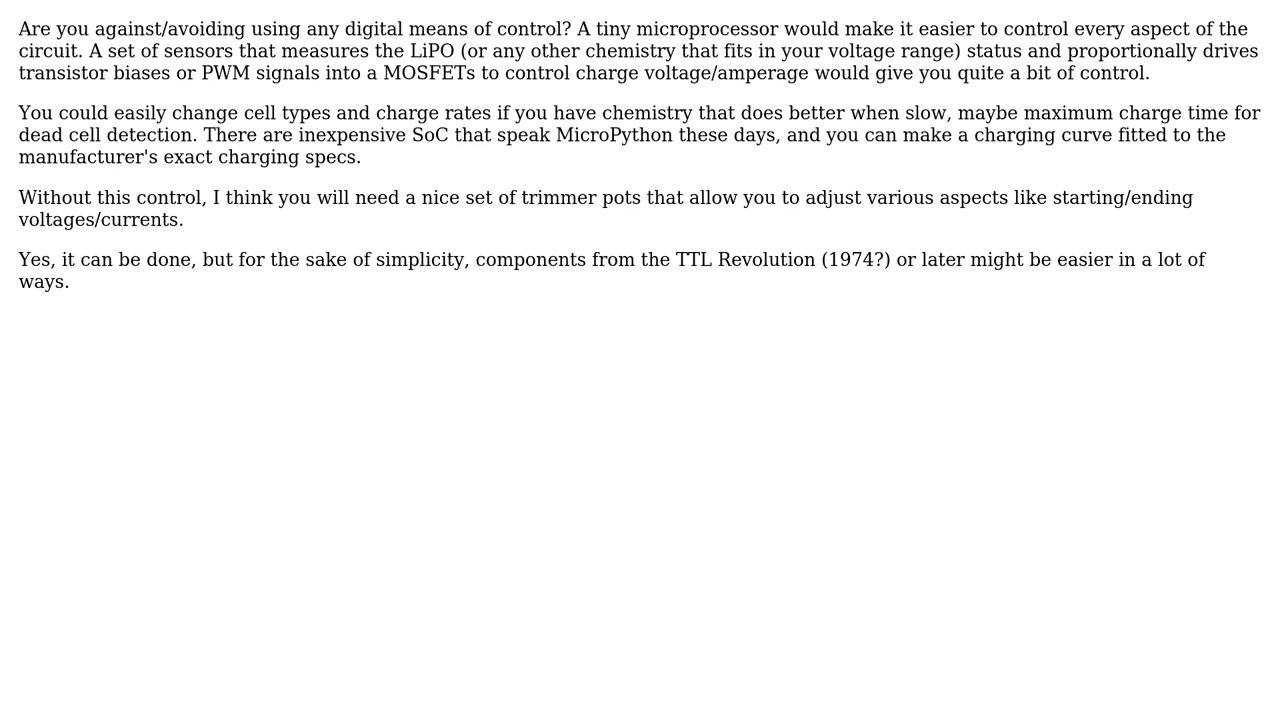 Are you against/avoiding using any digital means of control? A tiny microprocessor would make it easier to control every aspect of the
circuit. A set of sensors that measures the LiPO (or any other chemistry that fits in your voltage range) status and proportionally drives
transistor biases or PWM signals into a MOSFETs to control charge voltage/amperage would give you quite a bit of control.
You could easily change cell types and charge rates if you have chemistry that does better when slow, maybe maximum charge time for
dead cell detection. There are inexpensive SoC that speak MicroPython these days, and you can make a charging curve fitted to the
manufacturer's exact charging specs.
Without this control, I think you will need a nice set of trimmer pots that allow you to adjust various aspects like starting/ending
voltages/currents.
Yes, it can be done, but for the sake of simplicity, components from the TTL Revolution (1974?) or later might be easier in a lot of
ways.